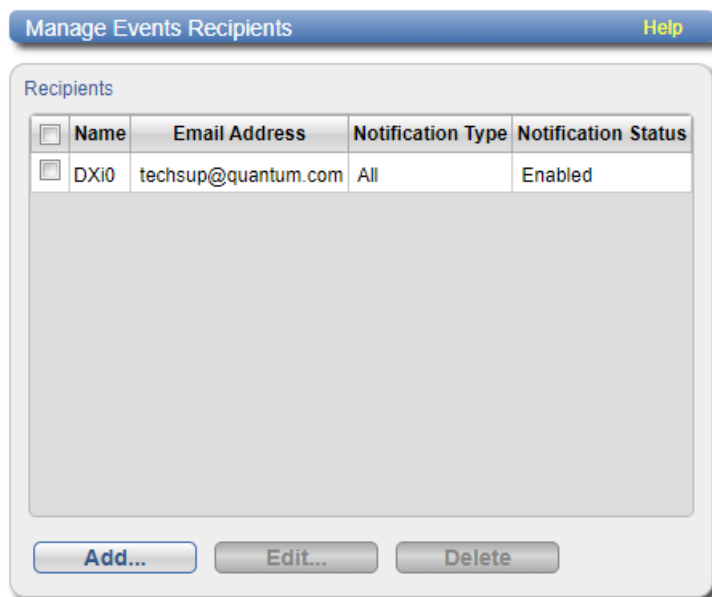 Manage Events Recipients Help
Recipients
Name Email Address Notification Type Notification Status
DXi0 techsup@quantum.com All Enabled
Add... Edit... Delete